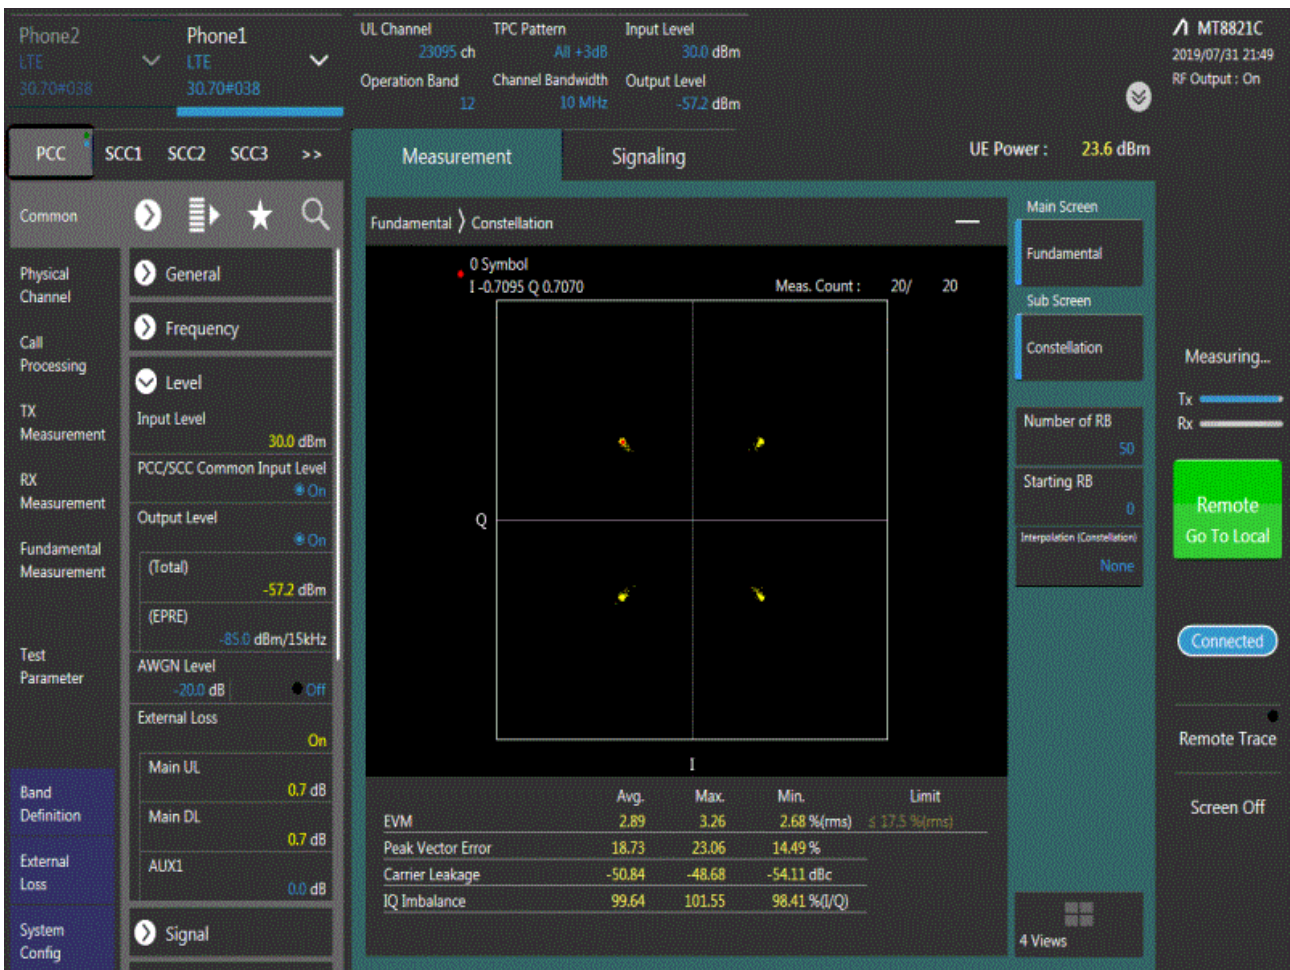 Phone2
LTE
30.70#038
Phone1
LTE
30.70#038
UL Channel
23095 ch
TPC Pattern
All +3dB
Input Level
30.0 dBm
Operation Band
12
Channel Bandwidth
10 MHz
Output Level
-57.2 dBm
MT8821C
2019/07/31 21:49
RF Output : On
PCC SCC1 SCC2 SCC3 >>
Measurement
Signaling
UE Power : 23.6 dBm
Common
Physical
Channel
Call
Processing
TX
Measurement
RX
Measurement
Fundamental
Measurement
Test
Parameter
Band
Definition
External
Loss
System
Config
General
Frequency
Level
Input Level
30.0 dBm
PCC/SCC Common Input Level
On
Output Level
On
(Total)
-57.2 dBm
(EPRE)
-85.0 dBm/15kHz
AWGN Level
-20.0 dB Off
External Loss
On
Main UL
0.7 dB
Main DL
0.7 dB
AUX1
0.0 dB
Signal
Fundamental 〉 Constellation
0 Symbol
I -0.7095 Q 0.7070
Meas. Count : 20/ 20
Q
I
Avg. Max. Min. Limit
EVM 2.89 3.26 2.68 %(rms) ≤ 17.5 %(rms)
Peak Vector Error 18.73 23.06 14.49 %
Carrier Leakage -50.84 -48.68 -54.11 dBc
IQ Imbalance 99.64 101.55 98.41 %(I/Q)
Main Screen
Fundamental
Sub Screen
Constellation
Number of RB
50
Starting RB
0
Interpolation (Constellation)
None
4 Views
Measuring...
Tx
Rx
Remote
Go To Local
Connected
Remote Trace
Screen Off